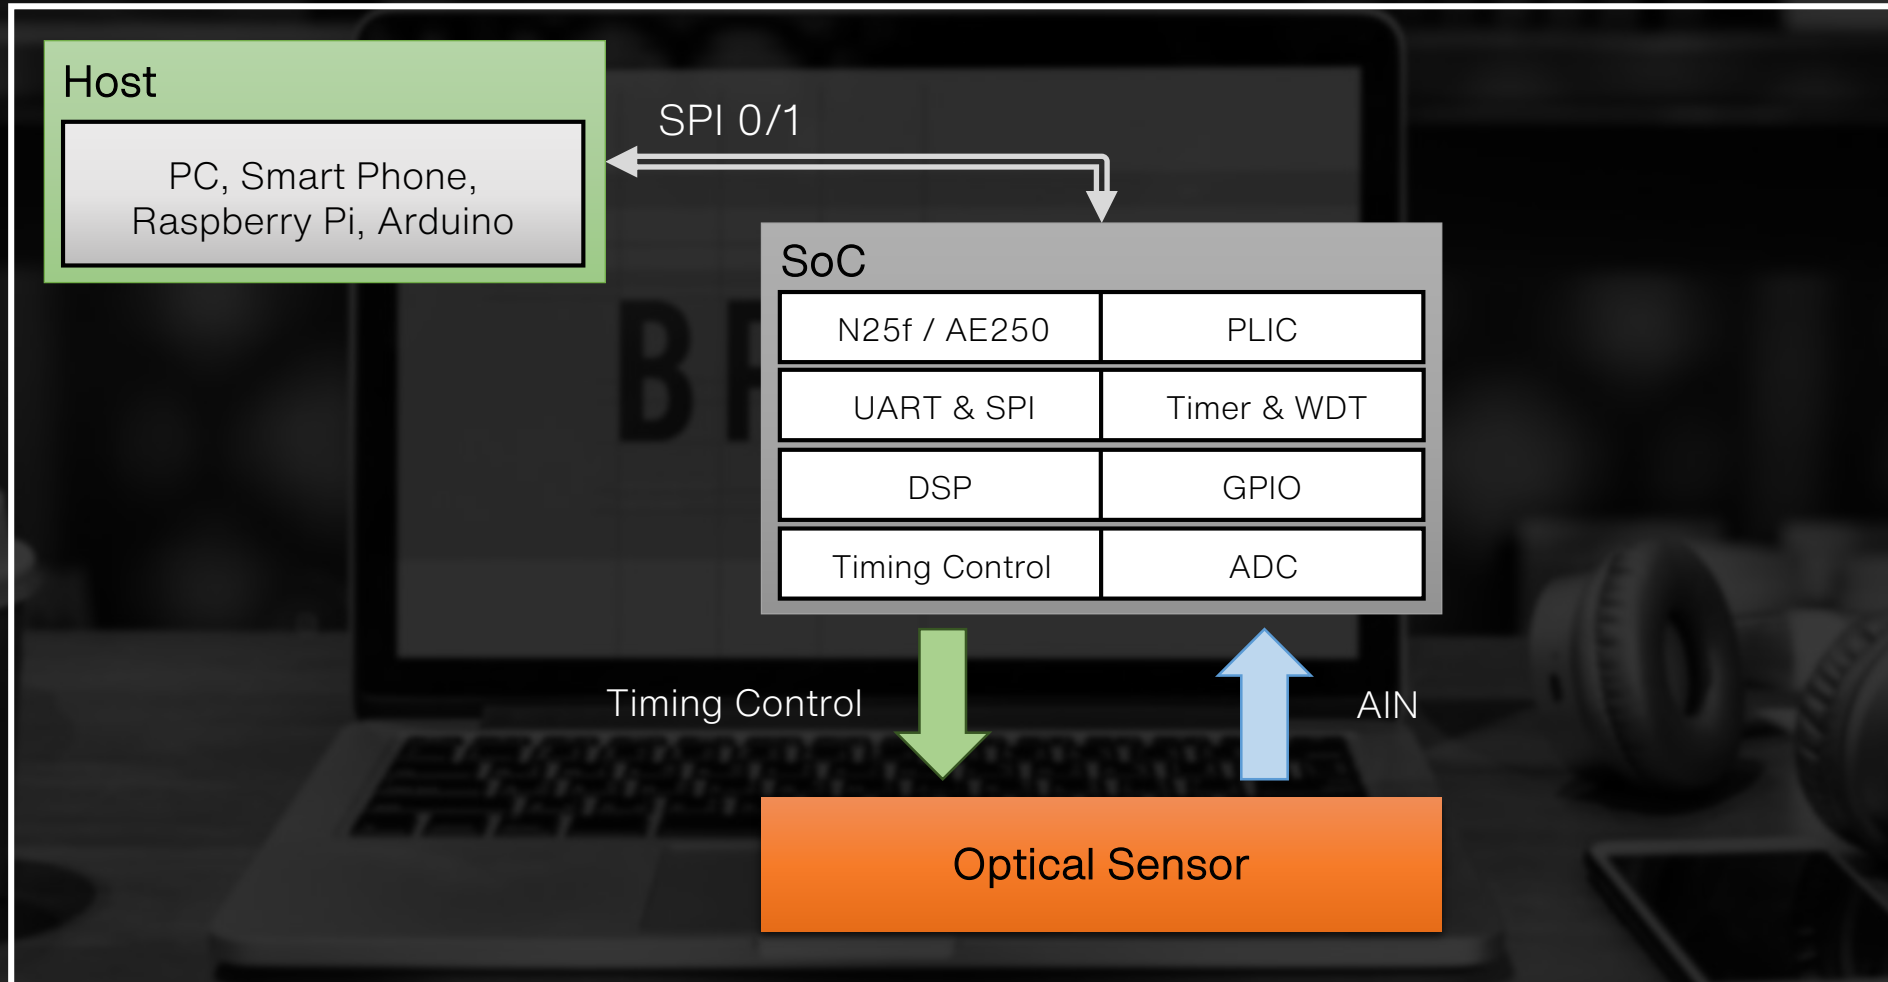 Host
PC, Smart Phone,
Raspberry Pi, Arduino
SPI 0/1
SoC
N25f / AE250
PLIC
UART & SPI
Timer & WDT
DSP
GPIO
Timing Control
ADC
Timing Control
AIN
Optical Sensor